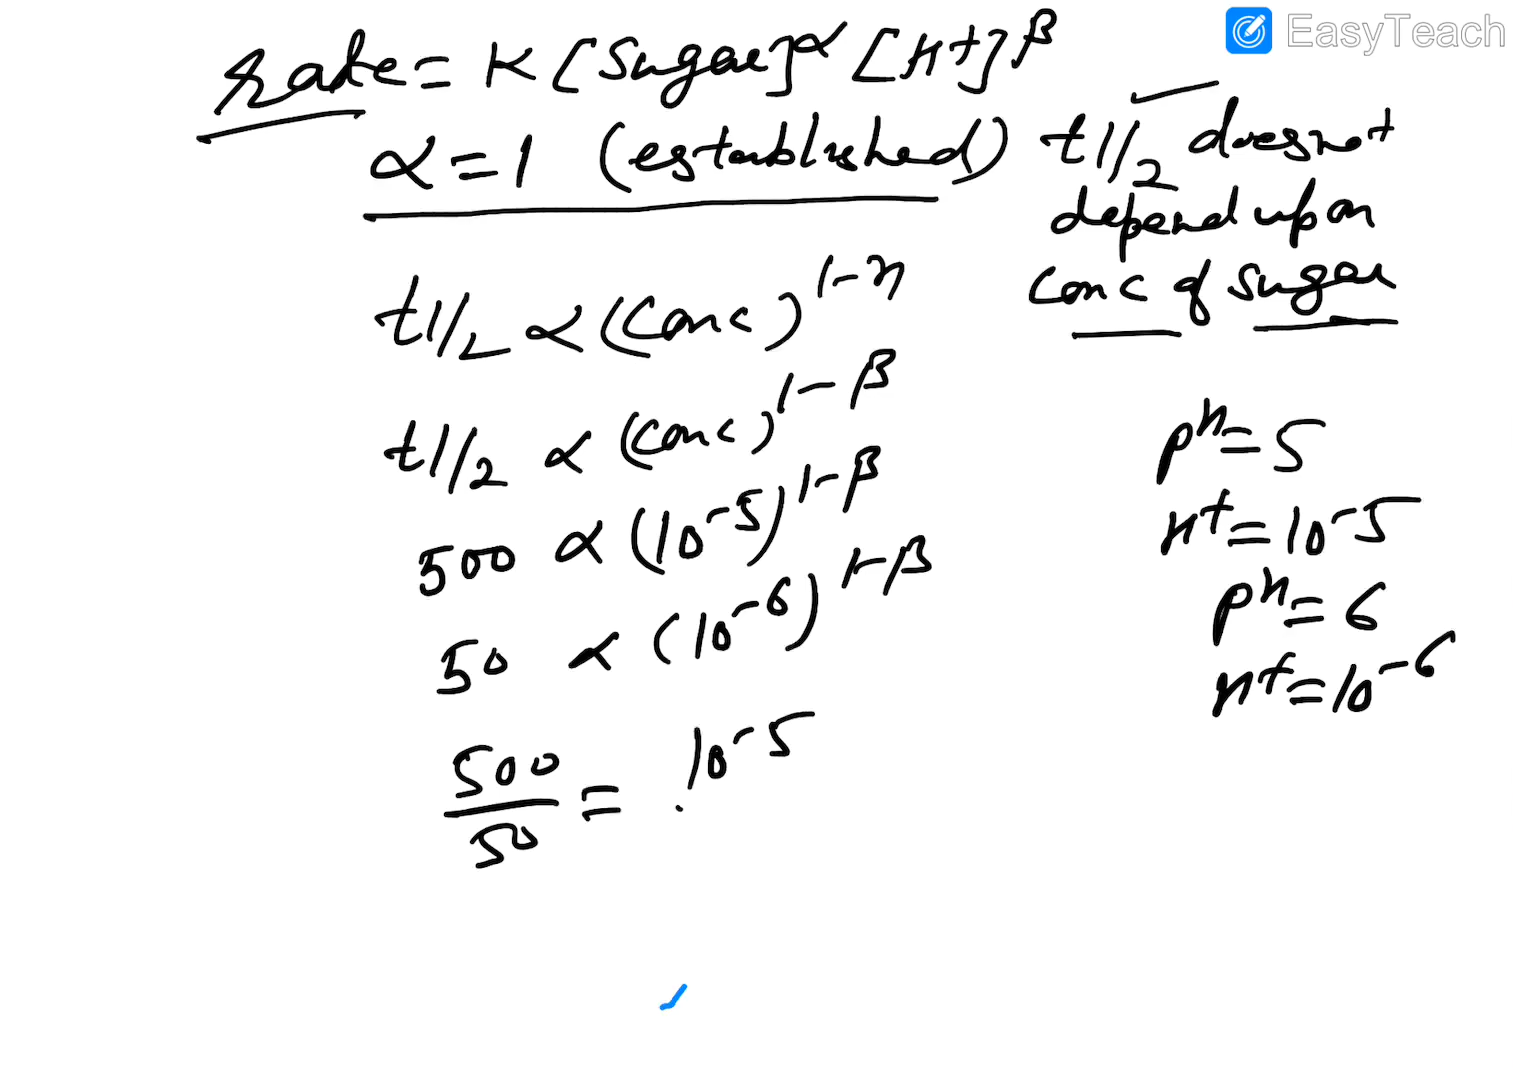 EasyTeach
rate = K [Sugar]^α [H+]^β
α = 1 (established)
t1/2 does not
depend upon
conc of sugar
t1/2 α (conc)^1-n
t1/2 α (conc)^1-β
500 α (10^-5)^1-β
50 α (10^-6)^1-β
500/50 = 10^-5
pH = 5
H+ = 10^-5
pH = 6
H+ = 10^-6